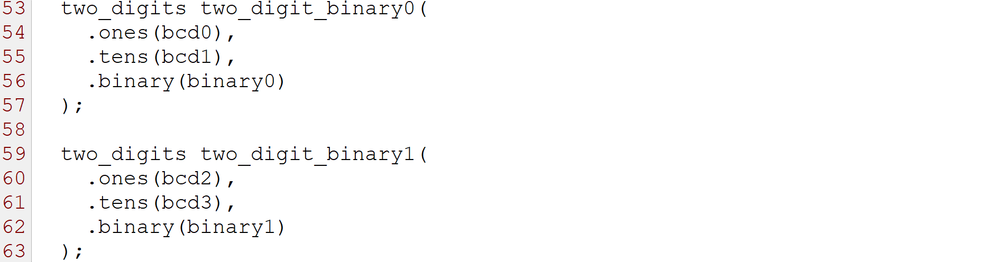 53 two_digits two_digit_binary0(
54 .ones(bcd0),
55 .tens(bcd1),
56 .binary(binary0)
57 );
58
59 two_digits two_digit_binary1(
60 .ones(bcd2),
61 .tens(bcd3),
62 .binary(binary1)
63 );